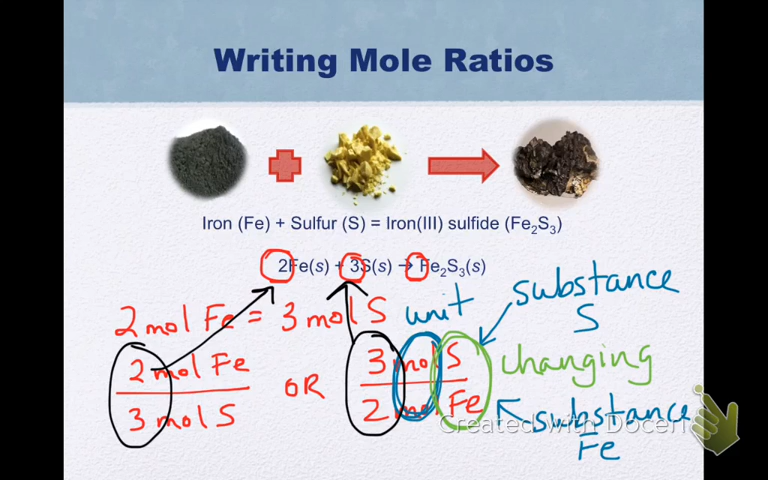 Writing Mole Ratios
Iron (Fe) + Sulfur (S) = Iron(III) sulfide (Fe₂S₃)
2Fe(s) + 3S(s) → Fe₂S₃(s)
2 mol Fe = 3 mol S
unit
substance
S
2 mol Fe
3 mol S
OR
3 mol S
2 mol Fe
changing
substance
Fe
Created with Doceri